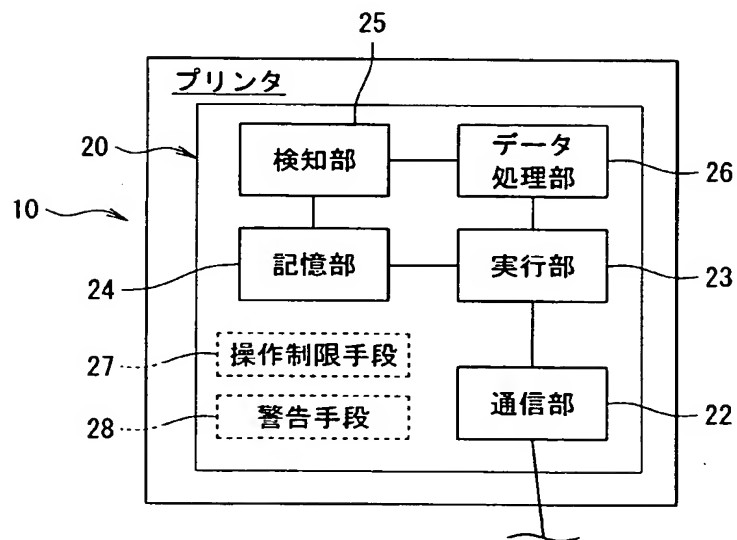 25
プリンタ
20
検知部
データ
処理部
26
10
24
記憶部
実行部
23
27
操作制限手段
28
警告手段
通信部
22